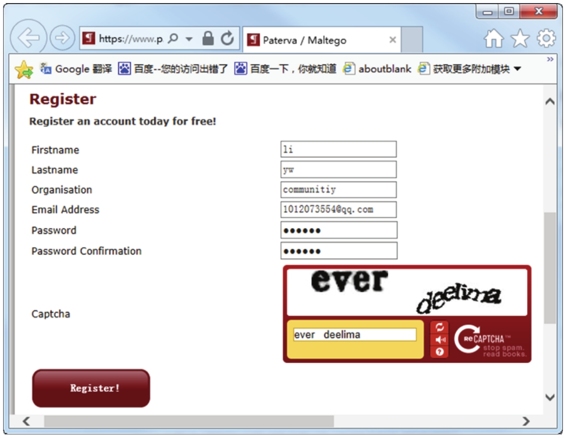 https://www.p
Paterva / Maltego
Google 翻译
百度--您的访问出错了
百度一下，你就知道
aboutblank
获取更多附加模块
Register
Register an account today for free!
Firstname
li
Lastname
yw
Organisation
communitiy
Email Address
1012073554@qq.com
Password
●●●●●●
Password Confirmation
●●●●●●
ever deelima
Captcha
ever deelima
reCAPTCHA™
stop spam.
read books.
Register!